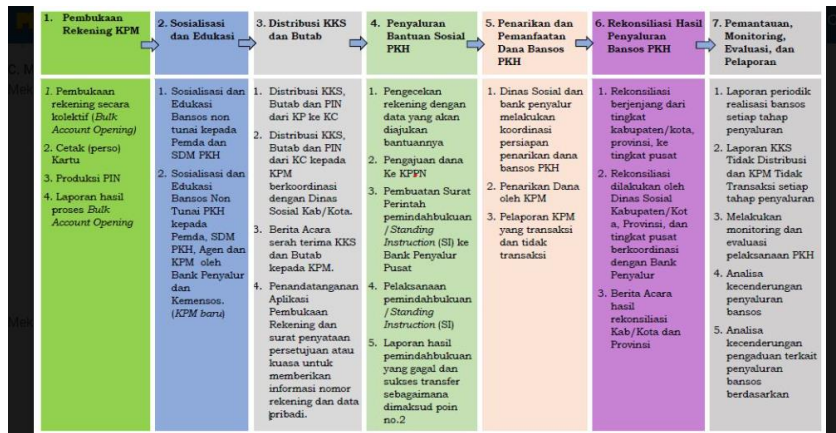 1. Pembukaan
Rekening KPM
2. Sosialisasi
dan Edukasi
3. Distribusi KKS
dan Butab
4. Penyaluran
Bantuan Sosial
PKH
5. Penarikan dan
Pemanfaatan
Dana Bansos
PKH
6. Rekonsiliasi Hasil
Penyaluran
Bansos PKH
7. Pemantauan,
Monitoring,
Evaluasi, dan
Pelaporan
1. Pembukaan
rekening secara
kolektif (Bulk
Account Opening)
2. Cetak (perso)
Kartu
3. Produksi PIN
4. Laporan hasil
proses Bulk
Account Opening
1. Sosialisasi dan
Edukasi
Bansos non
tunai kepada
Pemda dan
SDM PKH
2. Sosialisasi dan
Edukasi
Bansos Non
Tunai PKH
kepada
Pemda, SDM
PKH, Agen dan
KPM oleh
Bank Penyalur
dan
Kemensos.
(KPM baru)
1. Distribusi KKS,
Butab dan PIN
dari KP ke KC
2. Distribusi KKS,
Butab dan PIN
dari KC kepada
KPM
berkoordinasi
dengan Dinas
Sosial Kab/Kota.
3. Berita Acara
serah terima KKS
dan Butab
kepada KPM.
4. Penandatanganan
Aplikasi
Pembukaan
Rekening dan
surat penyataan
persetujuan atau
kuasa untuk
memberikan
informasi nomor
rekening dan data
pribadi.
1. Pengecekan
rekening dengan
data yang akan
diajukan
bantuannya
2. Pengajuan dana
Ke KPPN
3. Pembuatan Surat
Perintah
pemindahbukuan
/Standing
Instruction (SI) ke
Bank Penyalur
Pusat
4. Pelaksanaan
pemindahbukuan
/Standing
Instruction (SI)
5. Laporan hasil
pemindahbukuan
yang gagal dan
sukses transfer
sebagaimana
dimaksud poin
no.2
1. Dinas Sosial dan
bank penyalur
melakukan
koordinasi
persiapan
penarikan dana
bansos PKH
2. Penarikan Dana
oleh KPM
3. Pelaporan KPM
yang transaksi
dan tidak
transaksi
1. Rekonsiliasi
berjenjang dari
tingkat
kabupaten/kota,
provinsi, ke
tingkat pusat
2. Rekonsiliasi
dilakukan oleh
Dinas Sosial
Kabupaten/Kot
a, Provinsi, dan
tingkat pusat
berkoordinasi
dengan Bank
Penyalur
3. Berita Acara
hasil
rekonsiliasi
Kab/Kota dan
Provinsi
1. Laporan periodik
realisasi bansos
setiap tahap
penyaluran
2. Laporan KKS
Tidak Distribusi
dan KPM Tidak
Transaksi setiap
tahap penyaluran
3. Melakukan
monitoring dan
evaluasi
pelaksanaan PKH
4. Analisa
kecenderungan
penyaluran
bansos
5. Analisa
kecenderungan
pengaduan terkait
penyaluran
bansos
berdasarkan